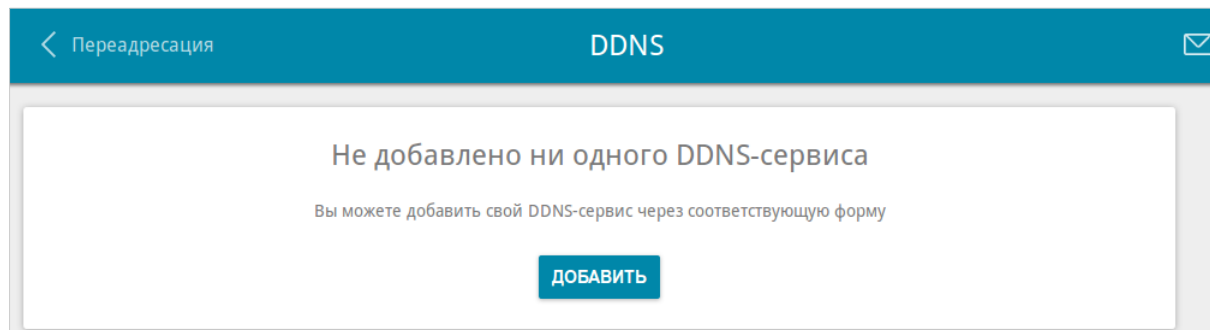 Переадресация
DDNS
Не добавлено ни одного DDNS-сервиса
Вы можете добавить свой DDNS-сервис через соответствующую форму
ДОБАВИТЬ